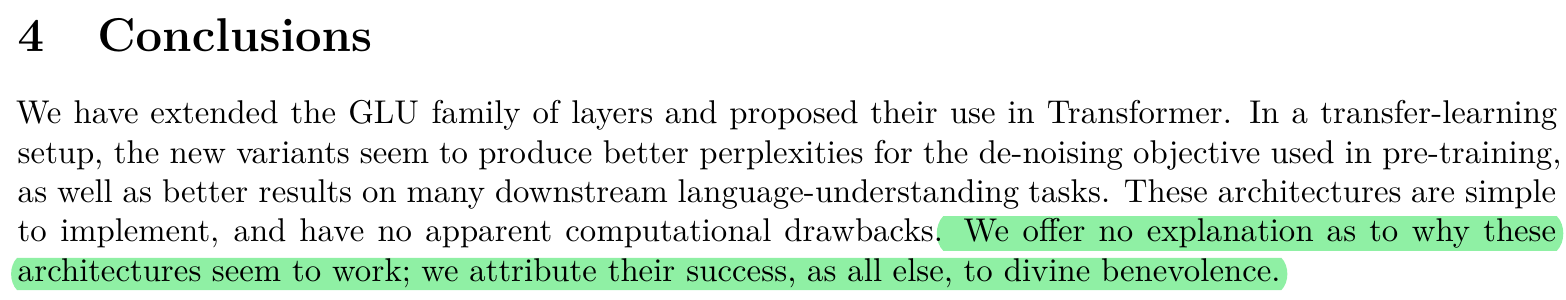 4 Conclusions
We have extended the GLU family of layers and proposed their use in Transformer. In a transfer-learning
setup, the new variants seem to produce better perplexities for the de-noising objective used in pre-training,
as well as better results on many downstream language-understanding tasks. These architectures are simple
to implement, and have no apparent computational drawbacks. We offer no explanation as to why these
architectures seem to work; we attribute their success, as all else, to divine benevolence.